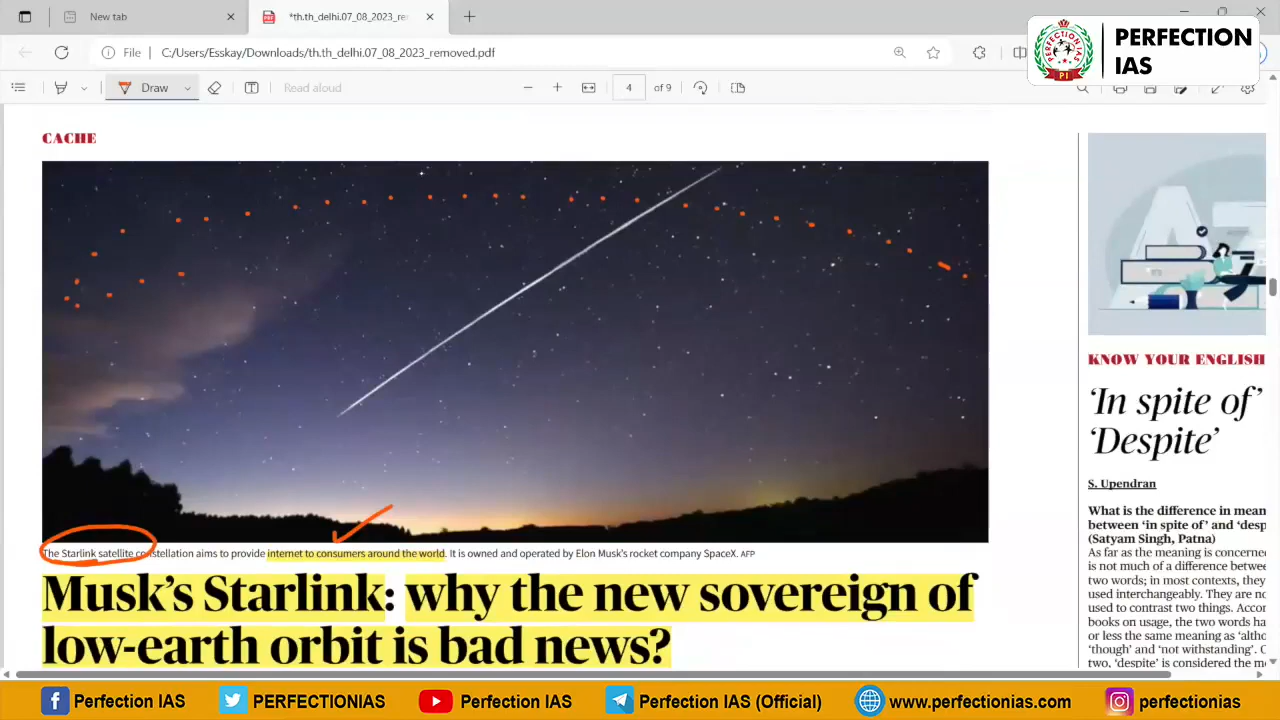 New tab
*th.th_delhi.07_08_2023_re
PERFECTION
IAS
PERFECTION IAS
PI
File
C:/Users/Esskay/Downloads/th.th_delhi.07_08_2023_removed.pdf
Draw
Read aloud
4
of 9
CACHE
The Starlink satellite constellation aims to provide internet to consumers around the world. It is owned and operated by Elon Musk's rocket company SpaceX. AFP
Musk's Starlink: why the new sovereign of
low-earth orbit is bad news?
KNOW YOUR ENGLISH
'In spite of'
'Despite'
S. Upendran
What is the difference in mean
between 'in spite of' and 'desp
(Satyam Singh, Patna)
As far as the meaning is concerne
is not much of a difference betwee
two words; in most contexts, they
used interchangeably. They are no
used to contrast two things. Accor
books on usage, the two words ha
or less the same meaning as 'altho
'though' and 'not withstanding'.
two, 'despite' is considered the m
Perfection IAS
PERFECTIONIAS
Perfection IAS
Perfection IAS (Official)
www.perfectionias.com
perfectionias